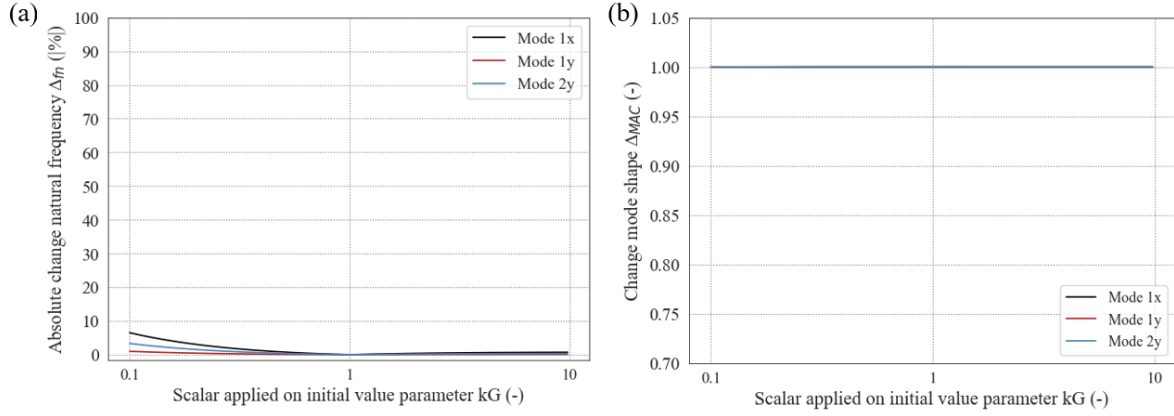 (a)
Absolute change natural frequency Δfn (|%|)
100
90
80
70
60
50
40
30
20
10
0
Mode 1x
Mode 1y
Mode 2y
0.1
1
10
Scalar applied on initial value parameter kG (-)
(b)
Change mode shape ΔMAC (-)
1.05
1.00
0.95
0.90
0.85
0.80
0.75
0.70
Mode 1x
Mode 1y
Mode 2y
0.1
1
10
Scalar applied on initial value parameter kG (-)